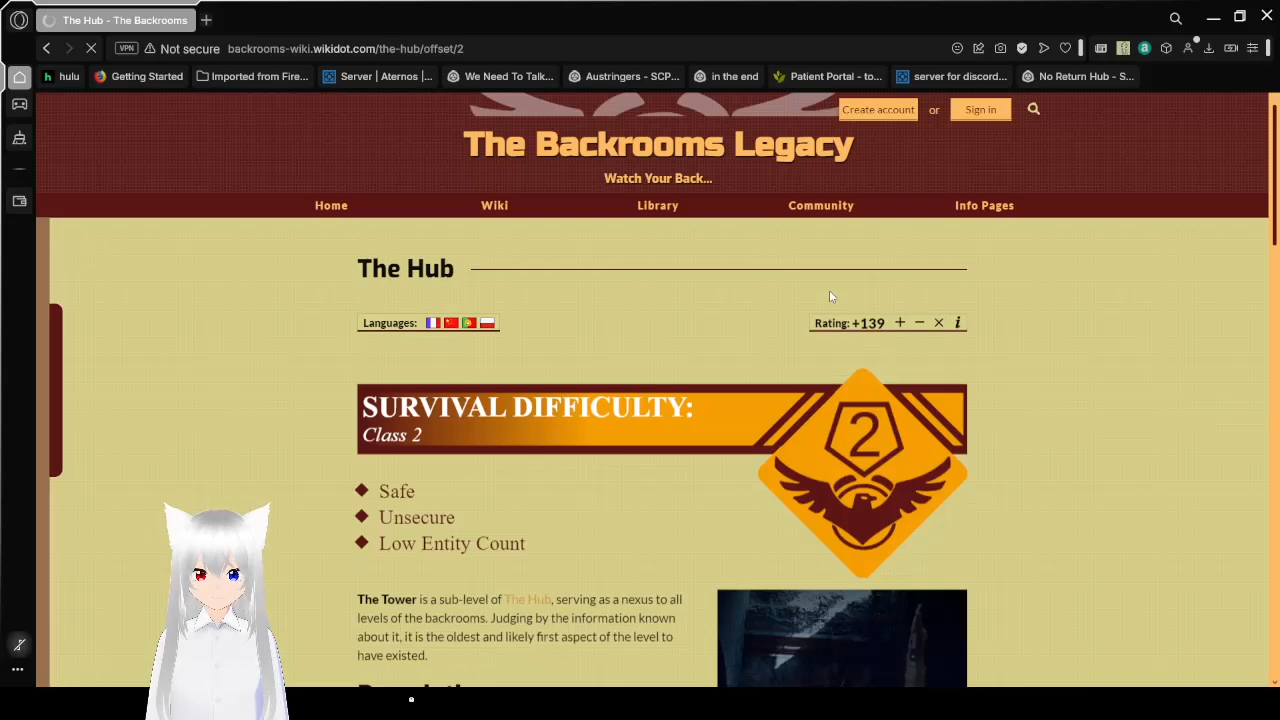 The Hub - The Backrooms
VPN
Not secure
backrooms-wiki.wikidot.com/the-hub/offset/2
hulu
Getting Started
Imported from Fire...
Server | Aternos |...
We Need To Talk...
Austringers - SCP...
in the end
Patient Portal - to...
server for discord...
No Return Hub - S...
Create account
or
Sign in
The Backrooms Legacy
Watch Your Back...
Home
Wiki
Library
Community
Info Pages
The Hub
Languages:
Rating: +139 + − × i
SURVIVAL DIFFICULTY:
Class 2
2
Safe
Unsecure
Low Entity Count
The Tower is a sub-level of The Hub, serving as a nexus to all
levels of the backrooms. Judging by the information known
about it, it is the oldest and likely first aspect of the level to
have existed.